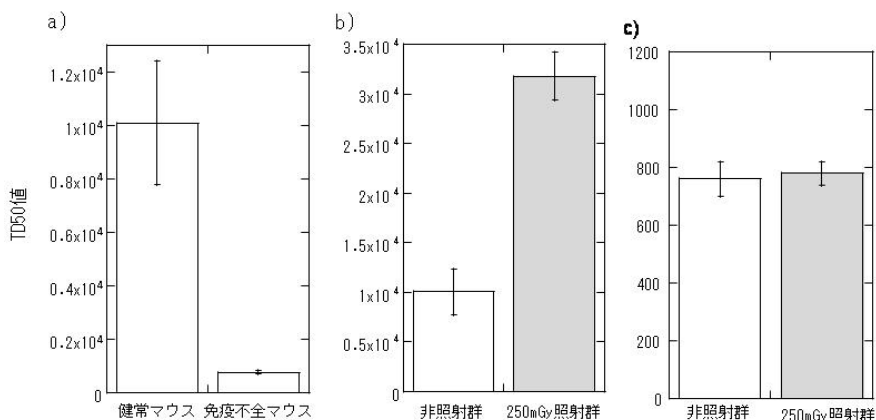 a)
TD50値
1.2x10⁴
1x10⁴
0.8x10⁴
0.6x10⁴
0.4x10⁴
0.2x10⁴
0
健常マウス 免疫不全マウス
b)
3.5x10⁴
3x10⁴
2.5x10⁴
2x10⁴
1.5x10⁴
1x10⁴
0.5x10⁴
0
非照射群 250mGy照射群
c)
1200
1000
800
600
400
200
0
非照射群 250mGy照射群